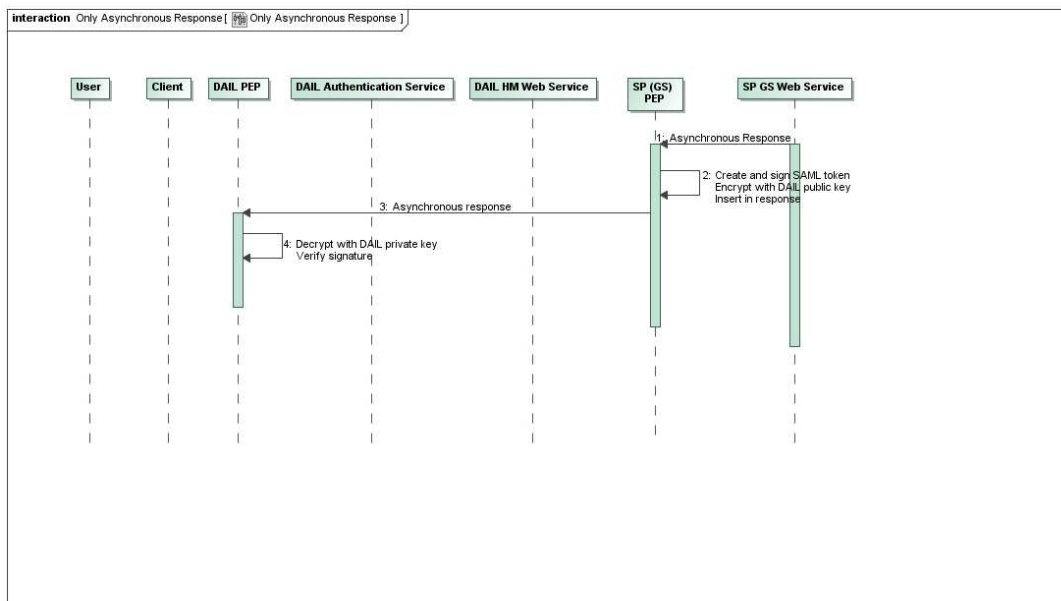 interaction Only Asynchronous Response [ Only Asynchronous Response ]
User
Client
DAIL PEP
DAIL Authentication Service
DAIL HM Web Service
SP (GS)
PEP
SP GS Web Service
1: Asynchronous Response
2: Create and sign SAML token
Encrypt with DAIL public key
Insert in response
3: Asynchronous response
4: Decrypt with DAIL private key
Verify signature